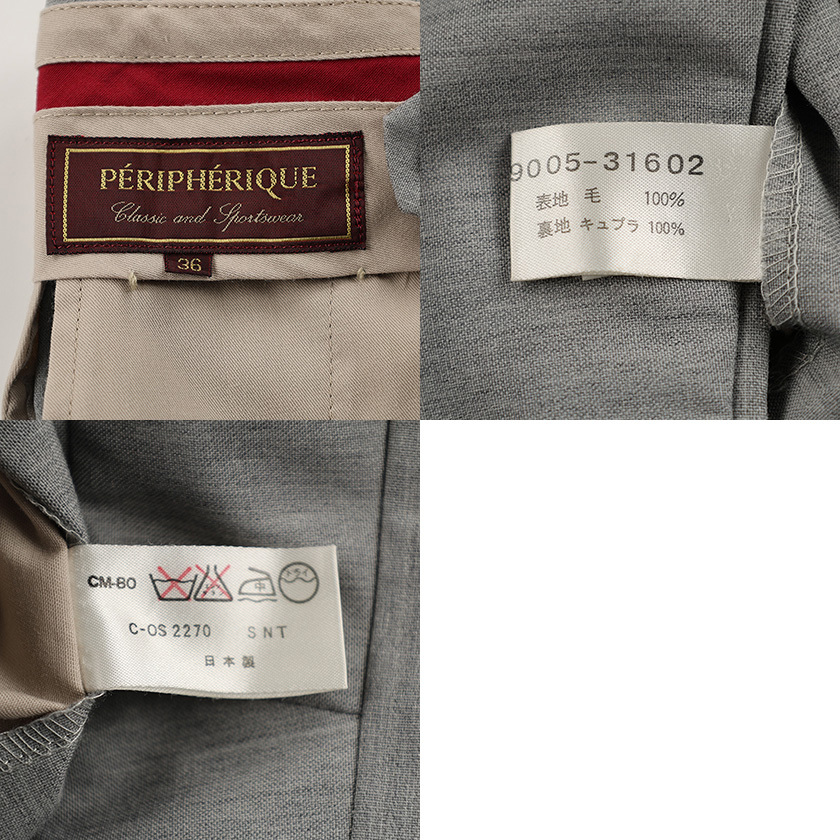 PÉRIPHÉRIQUE
Classic and Sportswear
36
9005-31602
表地 毛 100%
裏地 キュプラ 100%
CM-80 中 ドライ
C-OS 2270 SNT
日本製